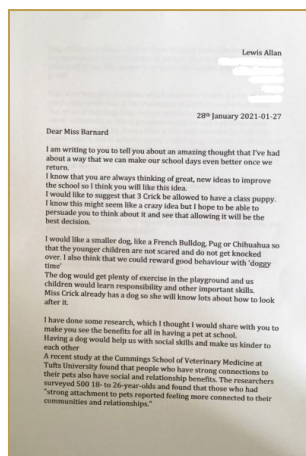 Lewis Allan
28th January 2021-01-27
Dear Miss Barnard
I am writing to you to tell you about an amazing thought that I've had
about a way that we can make our school days even better once we
return.
I know that you are always thinking of great, new ideas to improve
the school so I think you will like this idea.
I would like to suggest that 3 Crick be allowed to have a class puppy.
I know this might seem like a crazy idea but I hope to be able to
persuade you to think about it and see that allowing it will be the
best decision.
I would like a smaller dog, like a French Bulldog, Pug or Chihuahua so
that the younger children are not scared and do not get knocked
over. I also think that we could reward good behaviour with 'doggy
time'
The dog would get plenty of exercise in the playground and us
children would learn responsibility and other important skills.
Miss Crick already has a dog so she will know lots about how to look
after it.
I have done some research, which I thought I would share with you to
make you see the benefits for all in having a pet at school.
Having a dog would help us with social skills and make us kinder to
each other
A recent study at the Cummings School of Veterinary Medicine at
Tufts University found that people who have strong connections to
their pets also have social and relationship benefits. The researchers
surveyed 500 18- to 26-year-olds and found that those who had
"strong attachment to pets reported feeling more connected to their
communities and relationships."